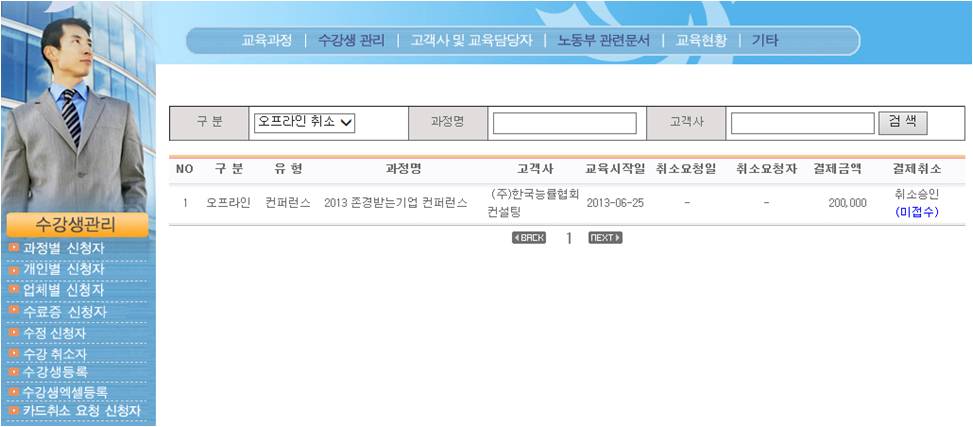 교육과정 | 수강생 관리 | 고객사 및 교육담당자 | 노동부 관련문서 | 교육현황 | 기타
구 분 오프라인 취소 과정명 고객사 검 색
NO 구 분 유 형 과정명 고객사 교육시작일 취소요청일 취소요청자 결제금액 결제취소
1 오프라인 컨퍼런스 2013 존경받는기업 컨퍼런스 (주)한국능률협회컨설팅 2013-06-25 - - 200,000 취소승인 (미접수)
BACK 1 NEXT
수강생관리
과정별 신청자
개인별 신청자
업체별 신청자
수료증 신청자
수정 신청자
수강 취소자
수강생등록
수강생엑셀등록
카드취소 요청 신청자